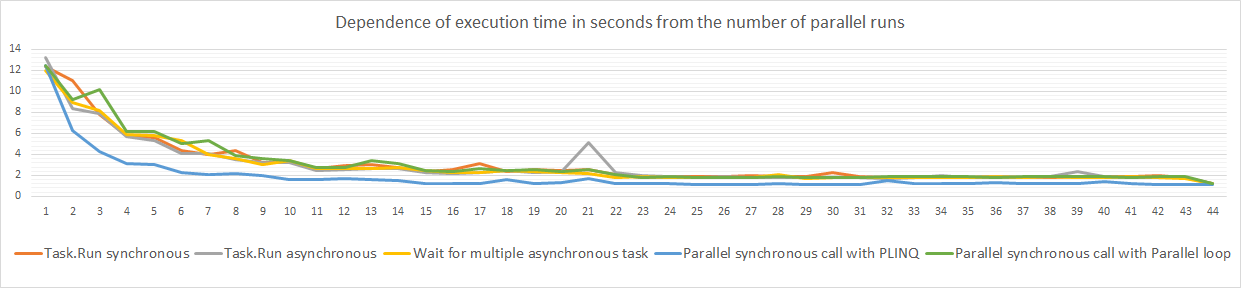 Dependence of execution time in seconds from the number of parallel runs
14
12
10
8
6
4
2
0
1 2 3 4 5 6 7 8 9 10 11 12 13 14 15 16 17 18 19 20 21 22 23 24 25 26 27 28 29 30 31 32 33 34 35 36 37 38 39 40 41 42 43 44
Task.Run synchronous Task.Run asynchronous Wait for multiple asynchronous task Parallel synchronous call with PLINQ Parallel synchronous call with Parallel loop